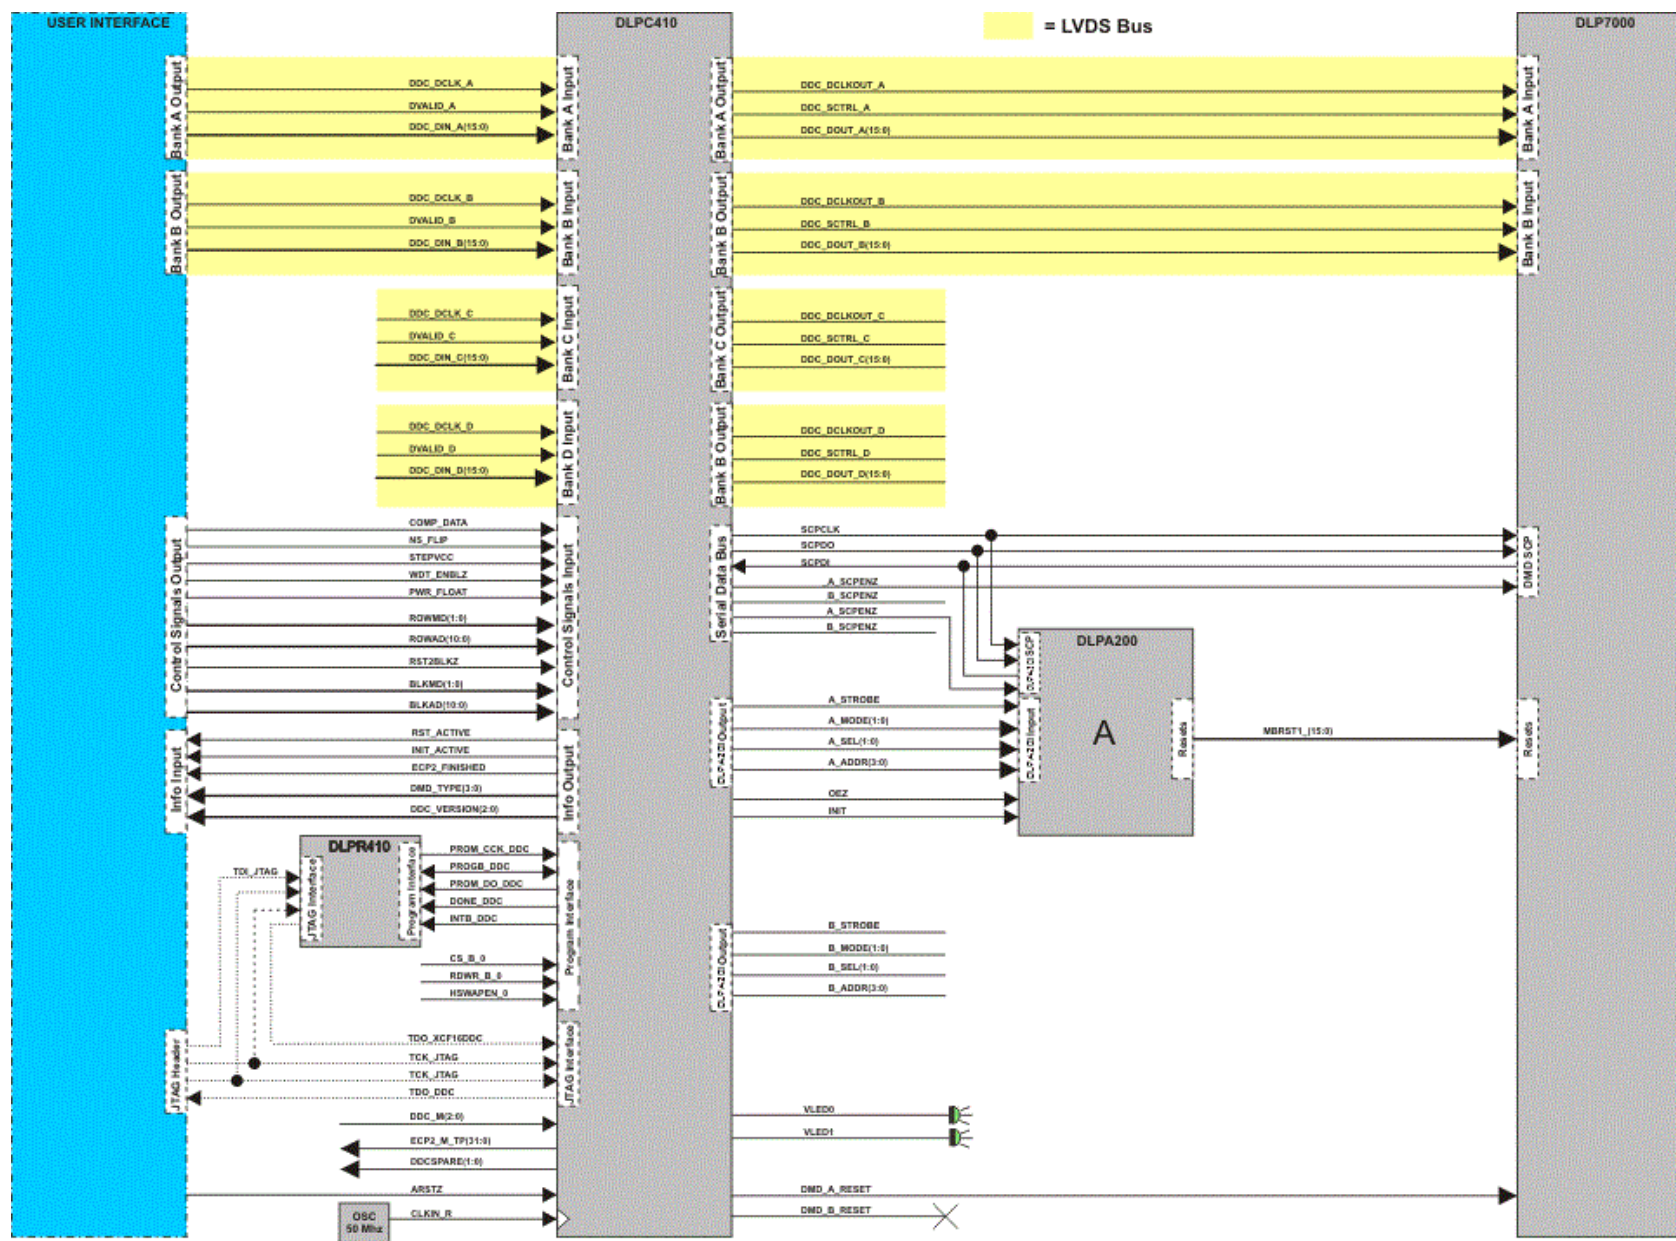 USER INTERFACE
DLPC410
= LVDS Bus
DLP7000
Bank A Output
DDC_DCLK_A
DVALID_A
DDC_DIN_A(15:0)
Bank A Input
Bank A Output
DDC_DCLKOUT_A
DDC_SCTRL_A
DDC_DOUT_A(15:0)
Bank A Input
Bank B Output
DDC_DCLK_B
DVALID_B
DDC_DIN_B(15:0)
Bank B Input
Bank B Output
DDC_DCLKOUT_B
DDC_SCTRL_B
DDC_DOUT_B(15:0)
Bank B Input
DDC_DCLK_C
DVALID_C
DDC_DIN_C(15:0)
Bank C Input
Bank C Output
DDC_DCLKOUT_C
DDC_SCTRL_C
DDC_DOUT_C(15:0)
DDC_DCLK_D
DVALID_D
DDC_DIN_D(15:0)
Bank D Input
Bank B Output
DDC_DCLKOUT_D
DDC_SCTRL_D
DDC_DOUT_D(15:0)
Control Signals Output
COMP_DATA
NS_FLIP
STEPVCC
WDT_ENBLZ
PWR_FLOAT
ROWMD(1:0)
ROWAD(10:0)
RST2BLKZ
BLKMD(1:0)
BLKAD(10:0)
Control Signals Input
Serial Data Bus
SCPCLK
SCPDO
SCPDI
A_SCPENZ
B_SCPENZ
A_SCPENZ
B_SCPENZ
DMD SCP
DLPA200
DLPA200 SCP
DLPA200 Output
A_STROBE
A_MODE(1:0)
A_SEL(1:0)
A_ADDR(3:0)
OEZ
INIT
DLPA200 Input
A
Resets
MBRST1_(15:0)
Resets
Info Input
RST_ACTIVE
INIT_ACTIVE
ECP2_FINISHED
DMD_TYPE(3:0)
DDC_VERSION(2:0)
Info Output
DLPR410
TDI_JTAG
JTAG Interface
Program Interface
PROM_CCK_DDC
PROGB_DDC
PROM_DO_DDC
DONE_DDC
INTB_DDC
CS_B_0
RDWR_B_0
HSWAPEN_0
Program Interface
DLPA200 Output
B_STROBE
B_MODE(1:0)
B_SEL(1:0)
B_ADDR(3:0)
JTAG Header
TDO_XCF16DDC
TCK_JTAG
TCK_JTAG
TDO_DDC
JTAG Interface
DDC_M(2:0)
ECP2_M_TP(31:0)
DDCSPARE(1:0)
VLED0
VLED1
ARSTZ
DMD_A_RESET
OSC
50 Mhz
CLKIN_R
DMD_B_RESET